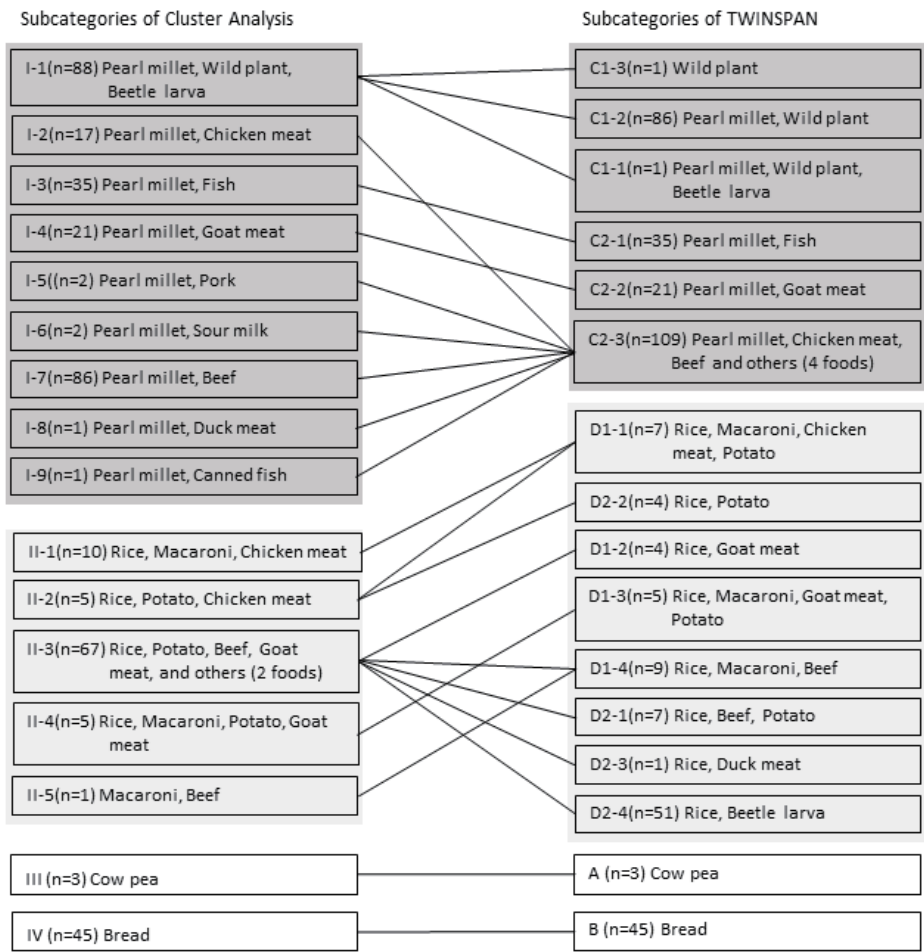 Subcategories of Cluster Analysis
I-1(n=88) Pearl millet, Wild plant,
Beetle larva
I-2(n=17) Pearl millet, Chicken meat
I-3(n=35) Pearl millet, Fish
I-4(n=21) Pearl millet, Goat meat
I-5((n=2) Pearl millet, Pork
I-6(n=2) Pearl millet, Sour milk
I-7(n=86) Pearl millet, Beef
I-8(n=1) Pearl millet, Duck meat
I-9(n=1) Pearl millet, Canned fish
II-1(n=10) Rice, Macaroni, Chicken meat
II-2(n=5) Rice, Potato, Chicken meat
II-3(n=67) Rice, Potato, Beef, Goat
meat, and others (2 foods)
II-4(n=5) Rice, Macaroni, Potato, Goat
meat
II-5(n=1) Macaroni, Beef
III (n=3) Cow pea
IV (n=45) Bread
Subcategories of TWINSPAN
C1-3(n=1) Wild plant
C1-2(n=86) Pearl millet, Wild plant
C1-1(n=1) Pearl millet, Wild plant,
Beetle larva
C2-1(n=35) Pearl millet, Fish
C2-2(n=21) Pearl millet, Goat meat
C2-3(n=109) Pearl millet, Chicken meat,
Beef and others (4 foods)
D1-1(n=7) Rice, Macaroni, Chicken
meat, Potato
D2-2(n=4) Rice, Potato
D1-2(n=4) Rice, Goat meat
D1-3(n=5) Rice, Macaroni, Goat meat,
Potato
D1-4(n=9) Rice, Macaroni, Beef
D2-1(n=7) Rice, Beef, Potato
D2-3(n=1) Rice, Duck meat
D2-4(n=51) Rice, Beetle larva
A (n=3) Cow pea
B (n=45) Bread